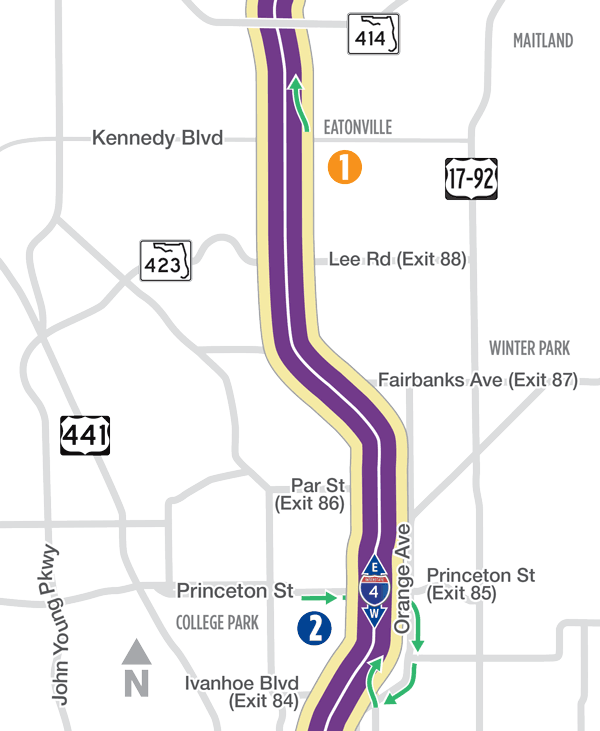 414
MAITLAND
EATONVILLE
Kennedy Blvd
1
17-92
423
Lee Rd (Exit 88)
WINTER PARK
Fairbanks Ave (Exit 87)
441
Par St
(Exit 86)
Orange Ave
E
INTERSTATE
4
W
Princeton St
(Exit 85)
Princeton St
COLLEGE PARK
2
John Young Pkwy
N
Ivanhoe Blvd
(Exit 84)